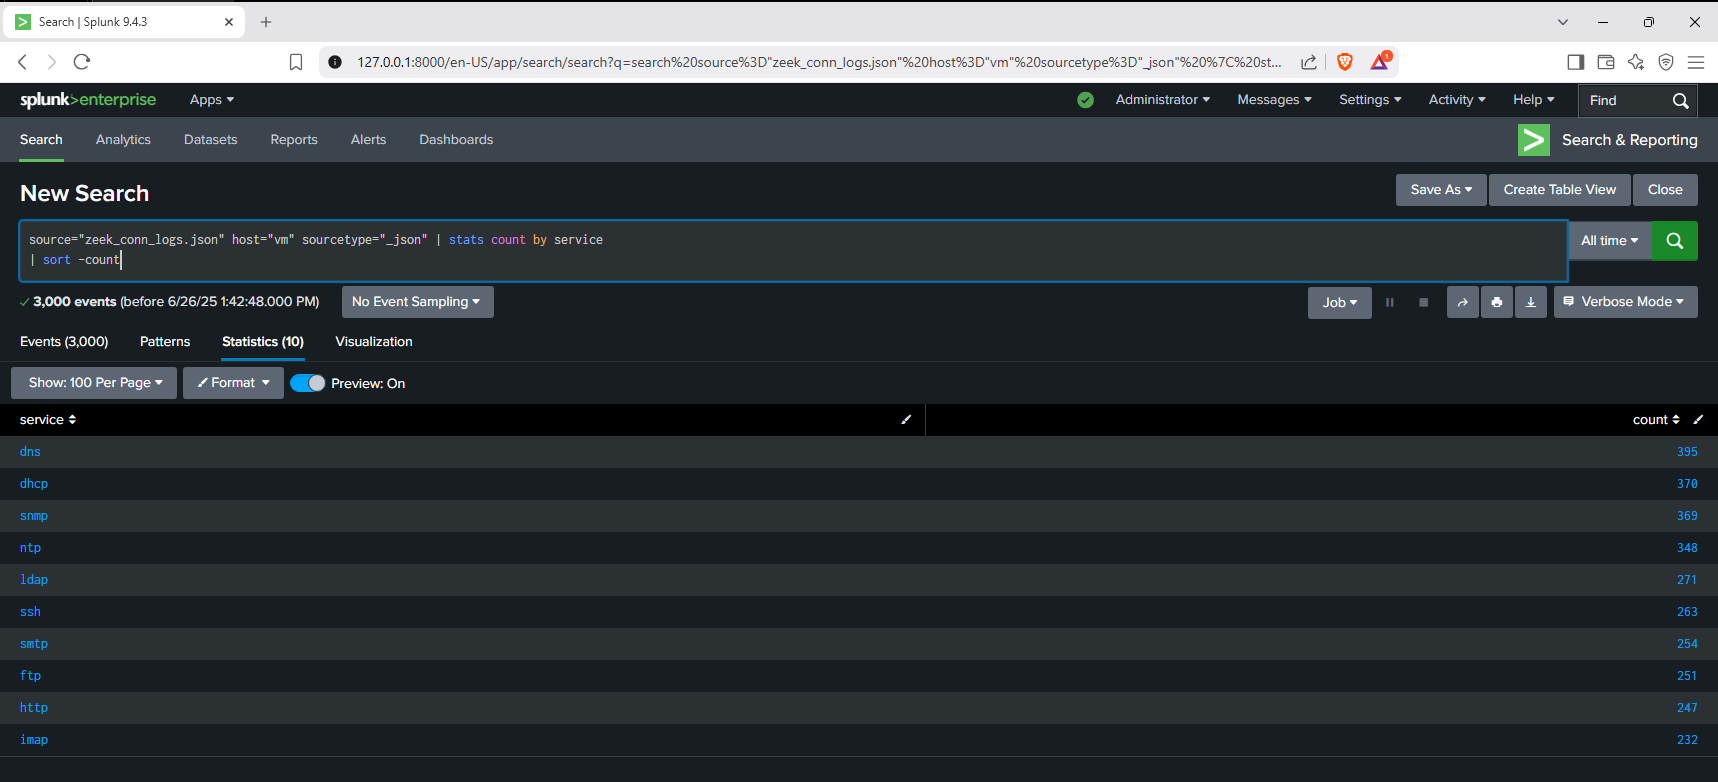 Search | Splunk 9.4.3
127.0.0.1:8000/en-US/app/search/search?q=search%20source%3D"zeek_conn_logs.json"%20host%3D"vm"%20sourcetype%3D"_json"%20%7C%20st...
1
splunk>enterprise Apps Administrator Messages Settings Activity Help Find
Search Analytics Datasets Reports Alerts Dashboards Search & Reporting
New Search Save As Create Table View Close
source="zeek_conn_logs.json" host="vm" sourcetype="_json" | stats count by service
| sort -count
All time
3,000 events (before 6/26/25 1:42:48.000 PM) No Event Sampling Job Verbose Mode
Events (3,000) Patterns Statistics (10) Visualization
Show: 100 Per Page Format Preview: On
service count
dns 395
dhcp 370
snmp 369
ntp 348
ldap 271
ssh 263
smtp 254
ftp 251
http 247
imap 232